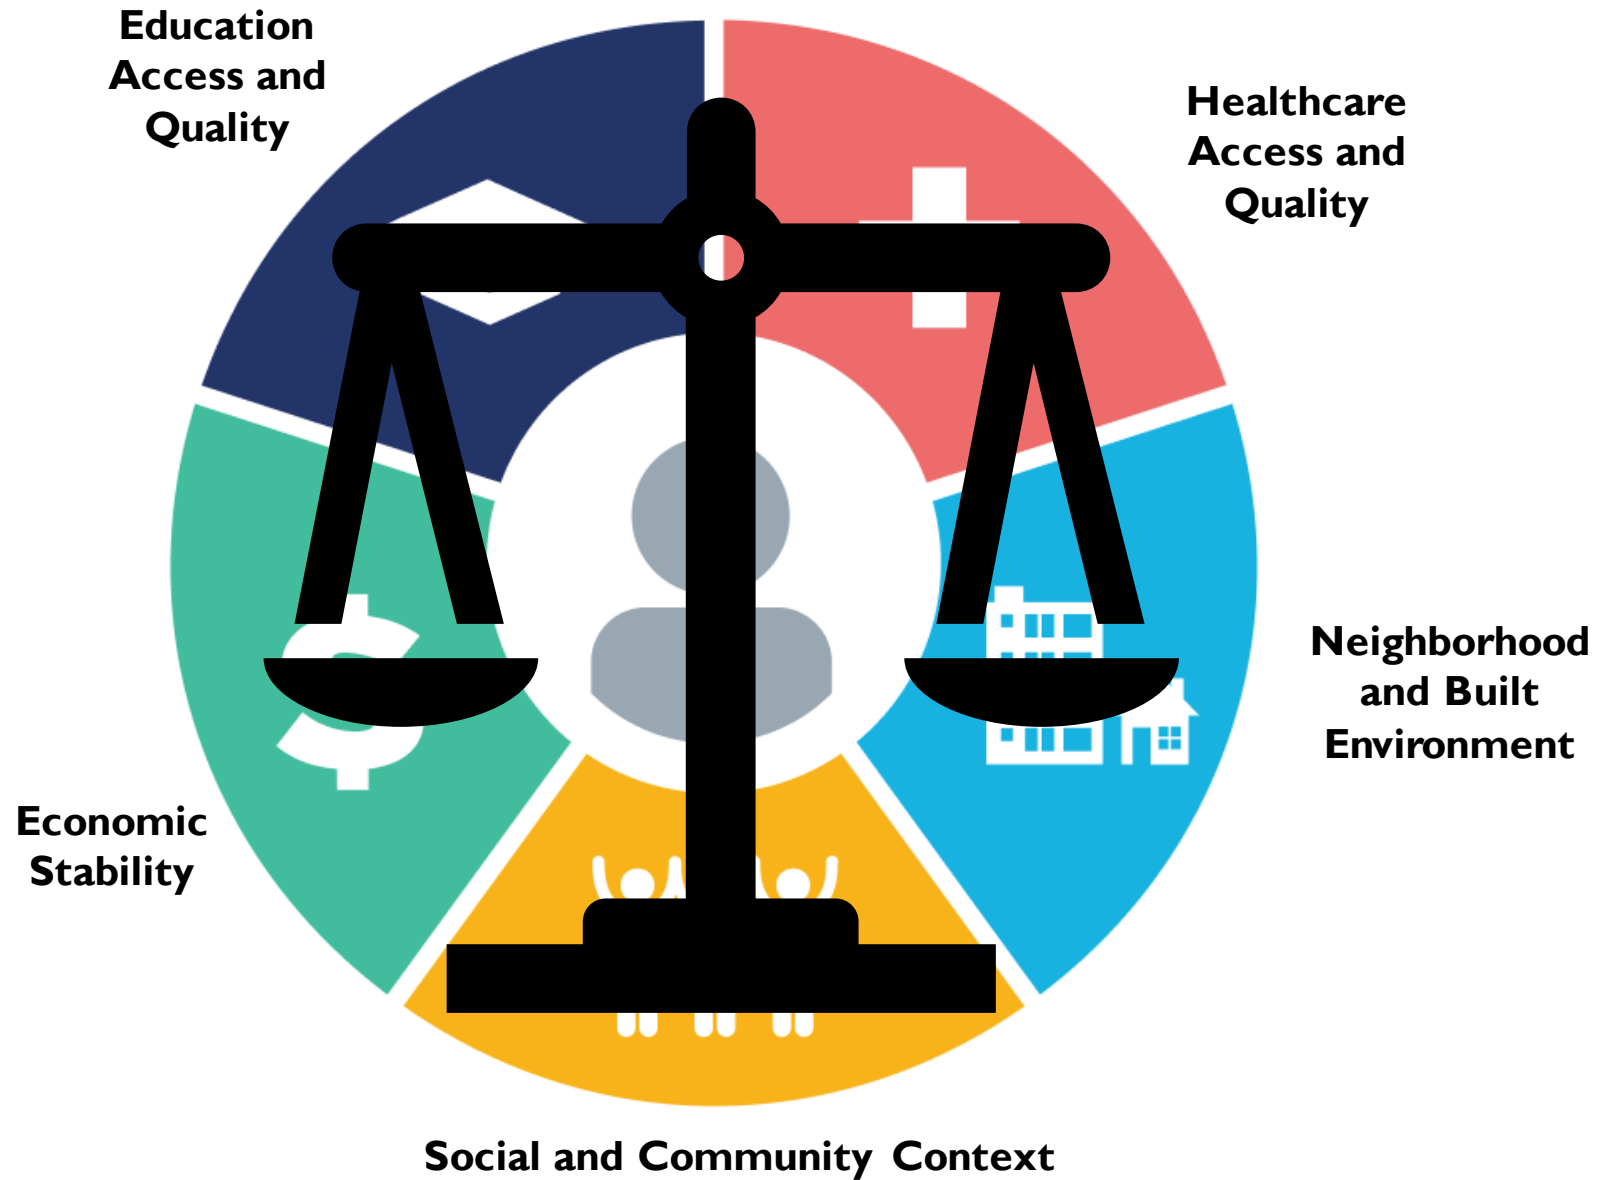 Education
Access and
Quality
Healthcare
Access and
Quality
Neighborhood
and Built
Environment
Economic
Stability
Social and Community Context